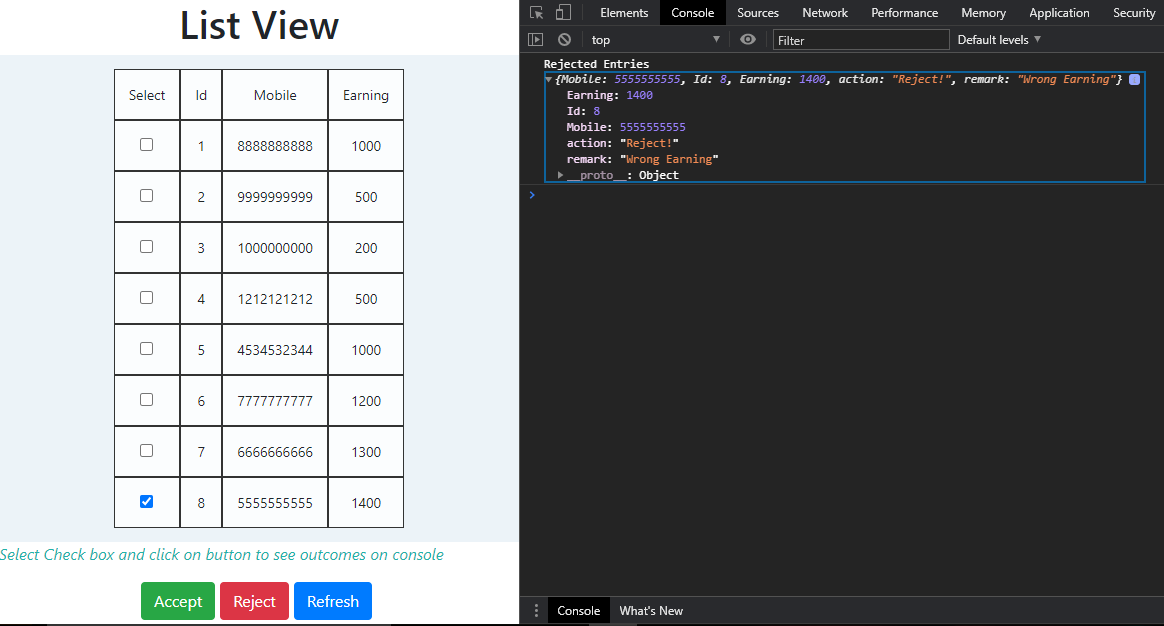 List View
Select Id Mobile Earning
1 8888888888 1000
2 9999999999 500
3 1000000000 200
4 1212121212 500
5 4534532344 1000
6 7777777777 1200
7 6666666666 1300
8 5555555555 1400
Select Check box and click on button to see outcomes on console
Accept Reject Refresh
Elements Console Sources Network Performance Memory Application Security
top Filter Default levels
Rejected Entries
{Mobile: 5555555555, Id: 8, Earning: 1400, action: "Reject!", remark: "Wrong Earning"} i
Earning: 1400
Id: 8
Mobile: 5555555555
action: "Reject!"
remark: "Wrong Earning"
__proto__: Object
Console What's New